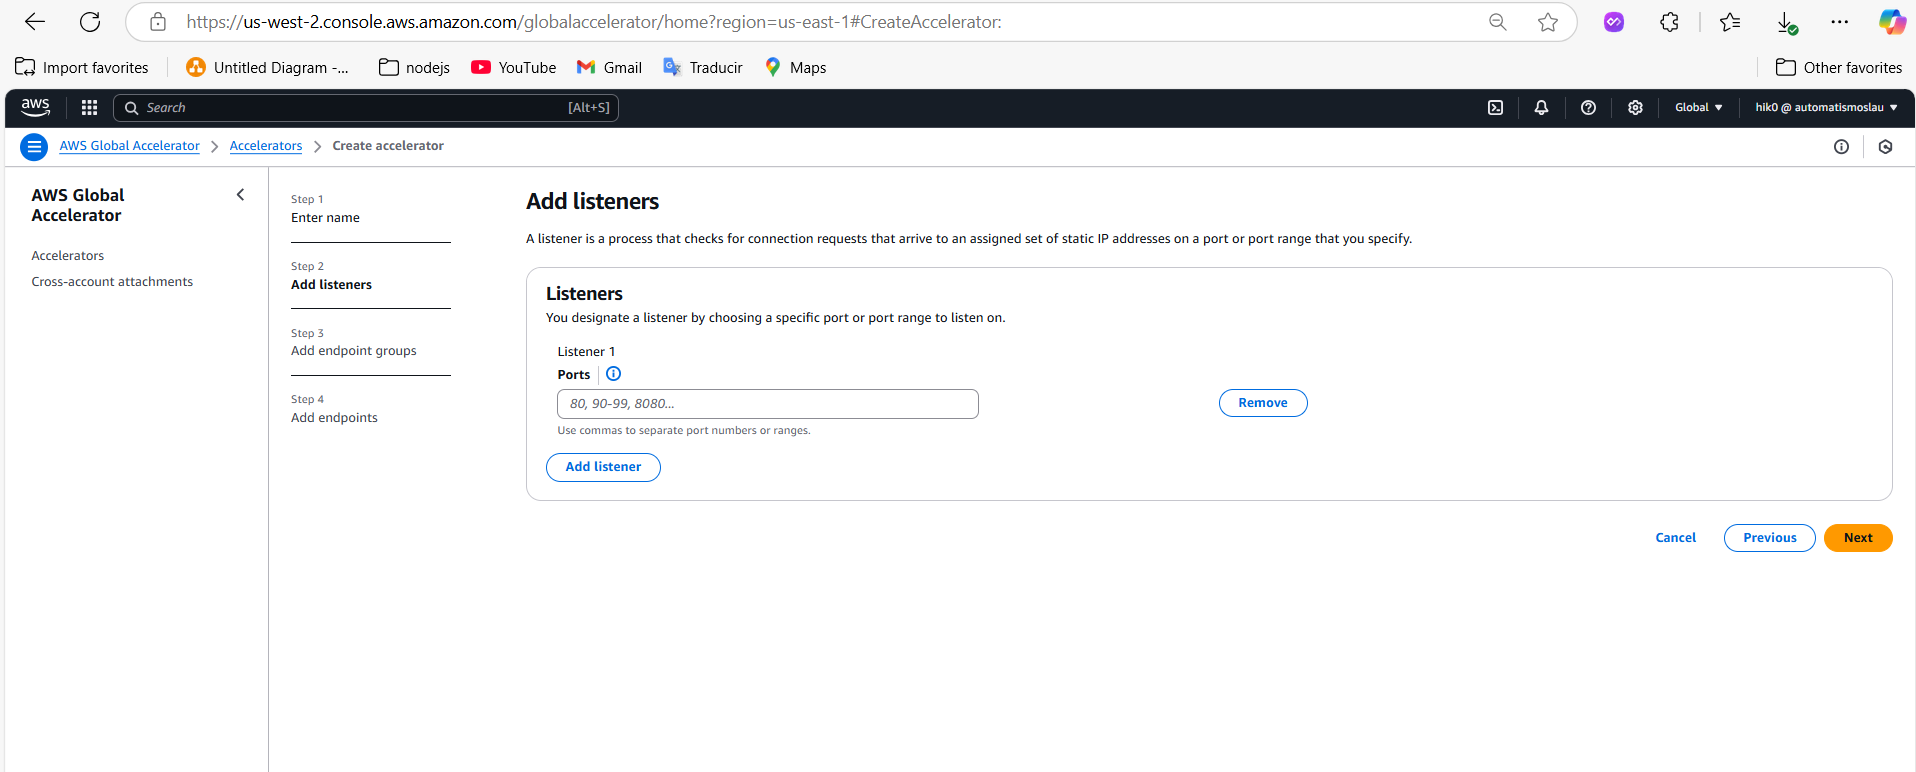 https://us-west-2.console.aws.amazon.com/globalaccelerator/home?region=us-east-1#CreateAccelerator:
Import favorites
Untitled Diagram -...
nodejs
YouTube
Gmail
Traducir
Maps
Other favorites
aws
Search
[Alt+S]
Global
hik0 @ automatismoslau
AWS Global Accelerator
Accelerators
Create accelerator
AWS Global
Accelerator
Accelerators
Cross-account attachments
Step 1
Enter name
Step 2
Add listeners
Step 3
Add endpoint groups
Step 4
Add endpoints
Add listeners
A listener is a process that checks for connection requests that arrive to an assigned set of static IP addresses on a port or port range that you specify.
Listeners
You designate a listener by choosing a specific port or port range to listen on.
Listener 1
Ports
80, 90-99, 8080...
Remove
Use commas to separate port numbers or ranges.
Add listener
Cancel
Previous
Next